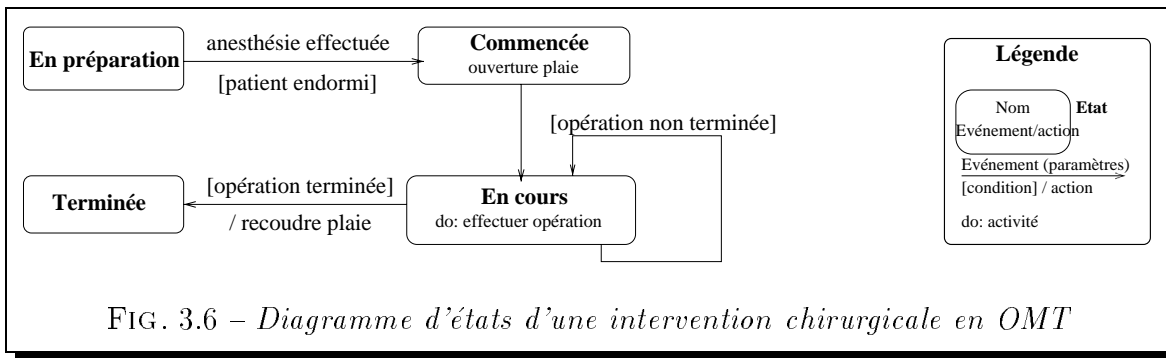 En préparation
anesthésie effectuée
[patient endormi]
Commencée
ouverture plaie
[opération non terminée]
Terminée
[opération terminée]
/ recoudre plaie
En cours
do: effectuer opération
Légende
Nom
Evénement/action
Etat
Evénement (paramètres)
[condition] / action
do: activité
FIG. 3.6 – Diagramme d'états d'une intervention chirurgicale en OMT